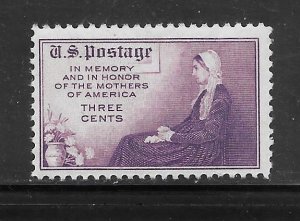 U.S. Postage
IN MEMORY
AND IN HONOR
OF THE MOTHERS
OF AMERICA
THREE
CENTS